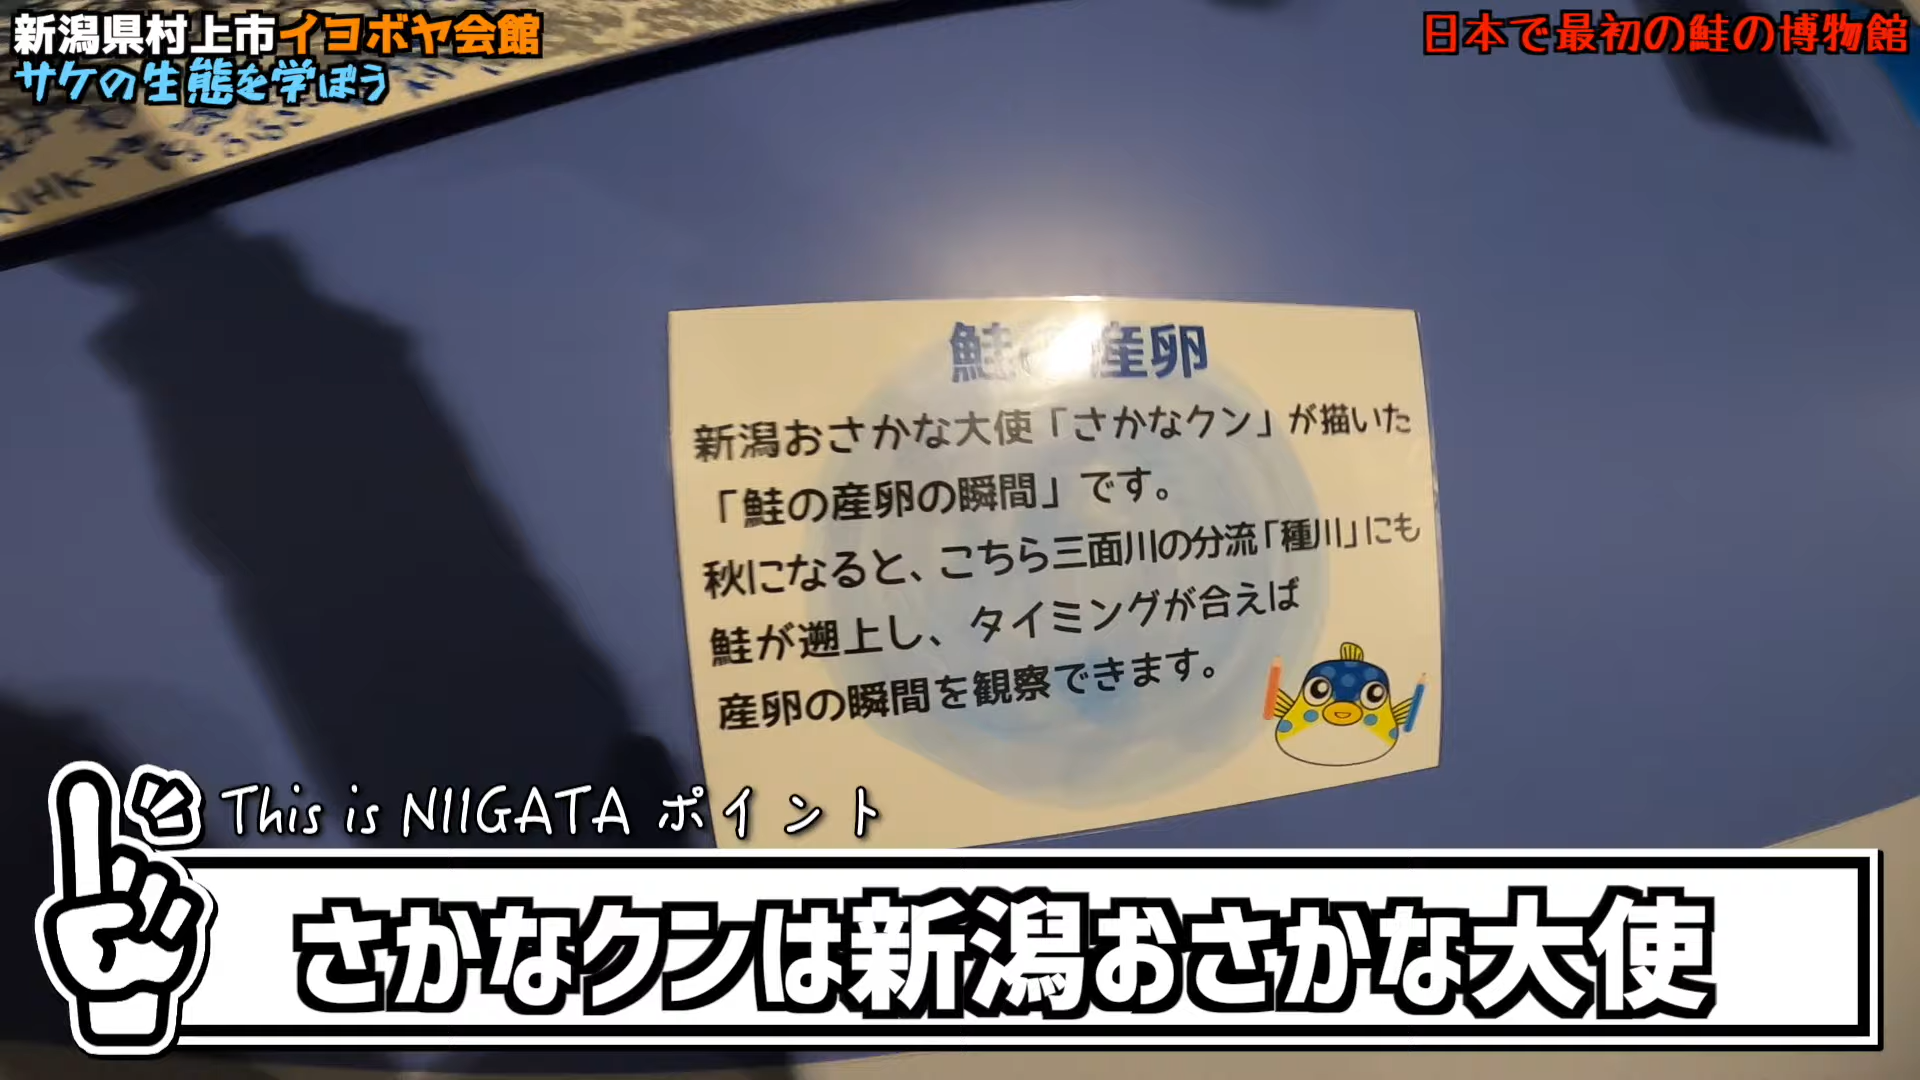 新潟県村上市イヨボヤ会館
サケの生態を学ぼう
日本で最初の鮭の博物館
NHK
鮭の産卵
新潟おさかな大使「さかなクン」が描いた
「鮭の産卵の瞬間」です。
秋になると、こちら三面川の分流「種川」にも
鮭が遡上し、タイミングが合えば
産卵の瞬間を観察できます。
This is NIIGATA ポイント
さかなクンは新潟おさかな大使